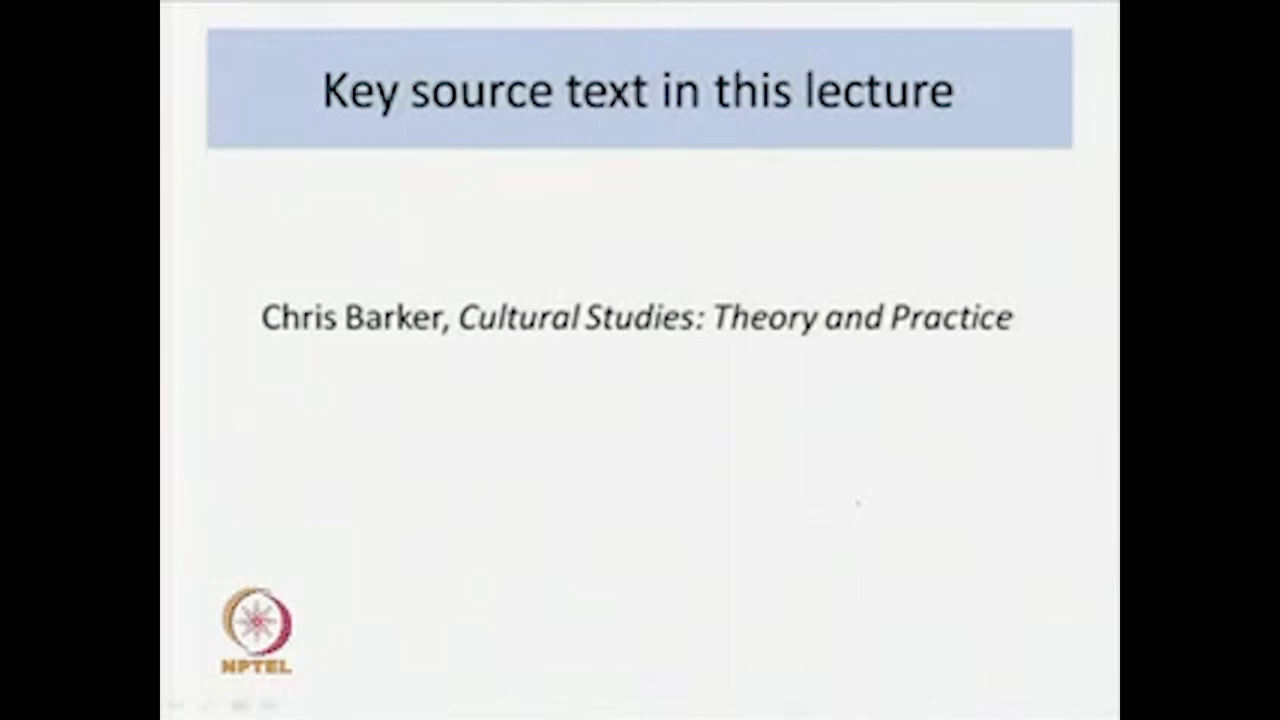 Key source text in this lecture
Chris Barker, Cultural Studies: Theory and Practice
NPTEL